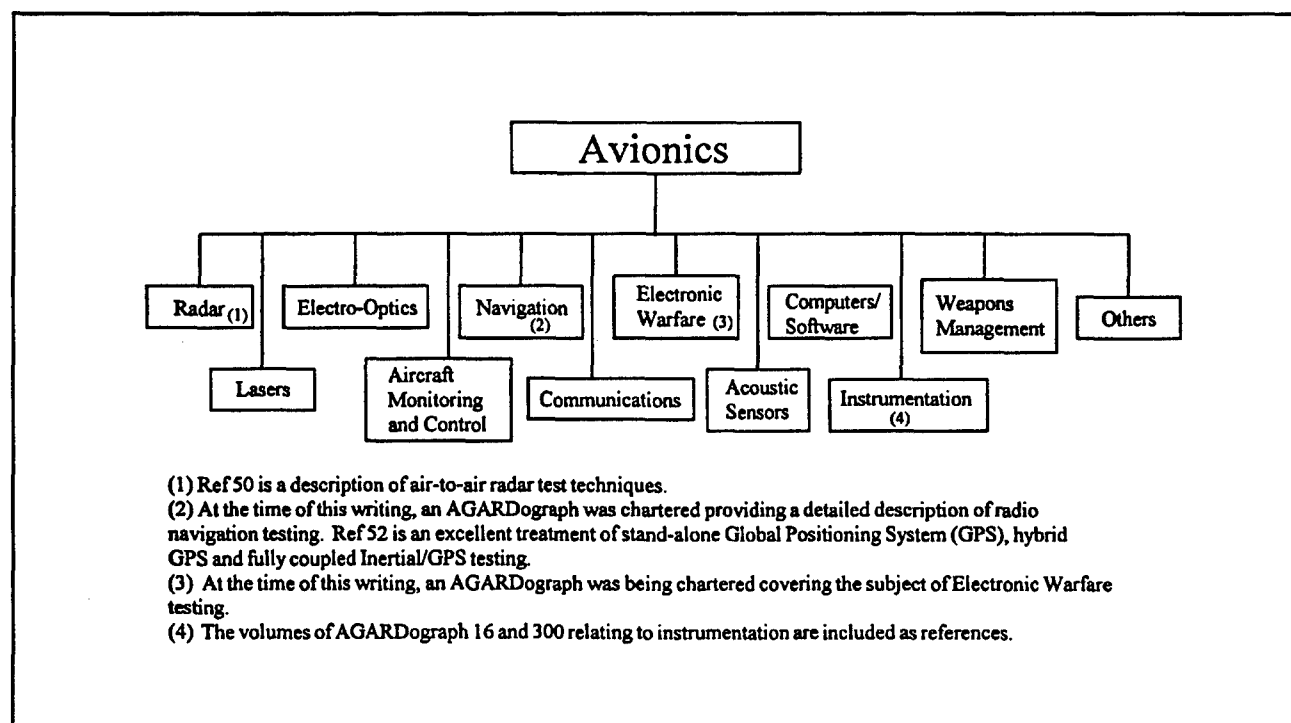 Avionics
Radar (1)
Electro-Optics
Navigation
(2)
Electronic
Warfare (3)
Computers/
Software
Weapons
Management
Others
Lasers
Aircraft
Monitoring
and Control
Communications
Acoustic
Sensors
Instrumentation
(4)
(1) Ref 50 is a description of air-to-air radar test techniques.
(2) At the time of this writing, an AGARDograph was chartered providing a detailed description of radio
navigation testing. Ref 52 is an excellent treatment of stand-alone Global Positioning System (GPS), hybrid
GPS and fully coupled Inertial/GPS testing.
(3) At the time of this writing, an AGARDograph was being chartered covering the subject of Electronic Warfare
testing.
(4) The volumes of AGARDograph 16 and 300 relating to instrumentation are included as references.